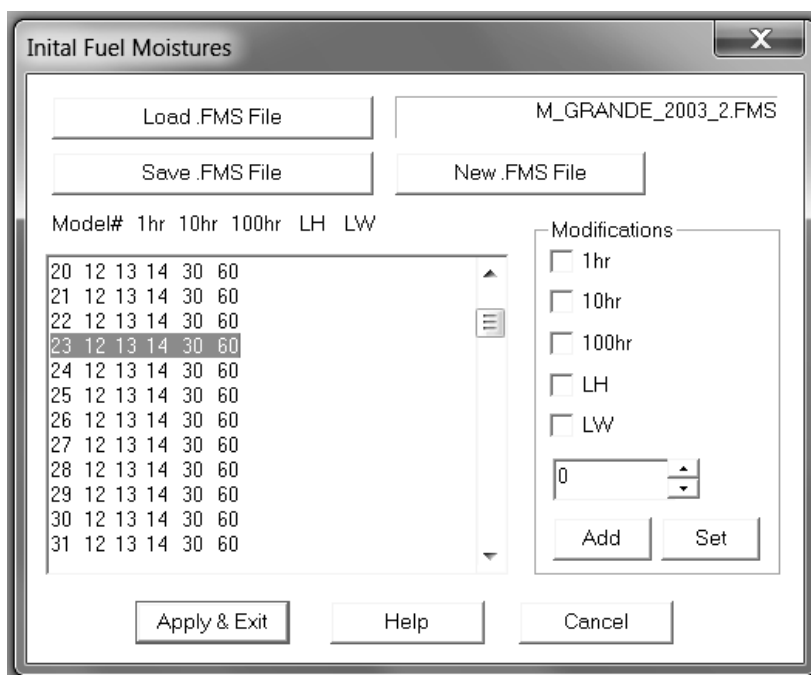 Inital Fuel Moistures
X
Load .FMS File
M_GRANDE_2003_2.FMS
Save .FMS File
New .FMS File
Model# 1hr 10hr 100hr LH LW
20 12 13 14 30 60
21 12 13 14 30 60
22 12 13 14 30 60
23 12 13 14 30 60
24 12 13 14 30 60
25 12 13 14 30 60
26 12 13 14 30 60
27 12 13 14 30 60
28 12 13 14 30 60
29 12 13 14 30 60
30 12 13 14 30 60
31 12 13 14 30 60
Modifications
1hr
10hr
100hr
LH
LW
0
Add Set
Apply & Exit Help Cancel